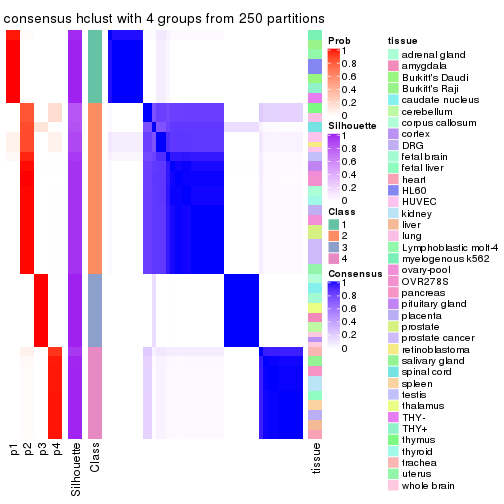 consensus hclust with 4 groups from 250 partitions
Prob
1
0.8
0.6
0.4
0.2
0
Silhouette
1
0.8
0.6
0.4
0.2
0
Class
1
2
3
4
Consensus
1
0.8
0.6
0.4
0.2
0
tissue
adrenal gland
amygdala
Burkitt's Daudi
Burkitt's Raji
caudate nucleus
cerebellum
corpus callosum
cortex
DRG
fetal brain
fetal liver
heart
HL60
HUVEC
kidney
liver
lung
Lymphoblastic molt-4
myelogenous k562
ovary-pool
OVR278S
pancreas
pituitary gland
placenta
prostate
prostate cancer
retinoblastoma
salivary gland
spinal cord
spleen
testis
thalamus
THY-
THY+
thymus
thyroid
trachea
uterus
whole brain
p1
p2
p3
p4
Silhouette
Class
tissue